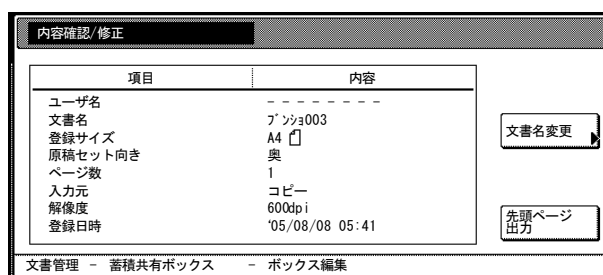 内容確認/修正
項目 内容
ユーザ名 - - - - - - - -
文書名 ブンショ003
登録サイズ A4
原稿セット向き 奥
ページ数 1
入力元 コピー
解像度 600dpi
登録日時 '05/08/08 05:41
文書名変更
先頭ページ
出力
文書管理 - 蓄積共有ボックス - ボックス編集